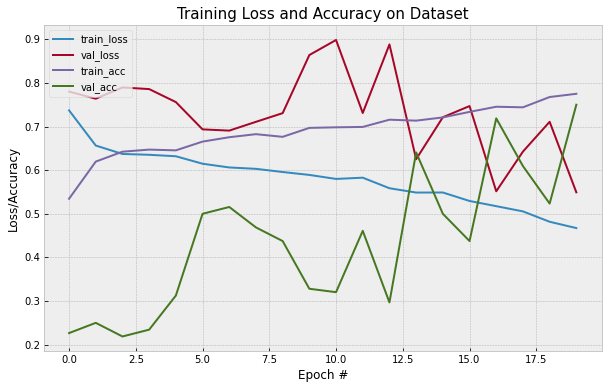 Training Loss and Accuracy on Dataset
train_loss
val_loss
train_acc
val_acc
Loss/Accuracy
0.9
0.8
0.7
0.6
0.5
0.4
0.3
0.2
0.0 2.5 5.0 7.5 10.0 12.5 15.0 17.5
Epoch #